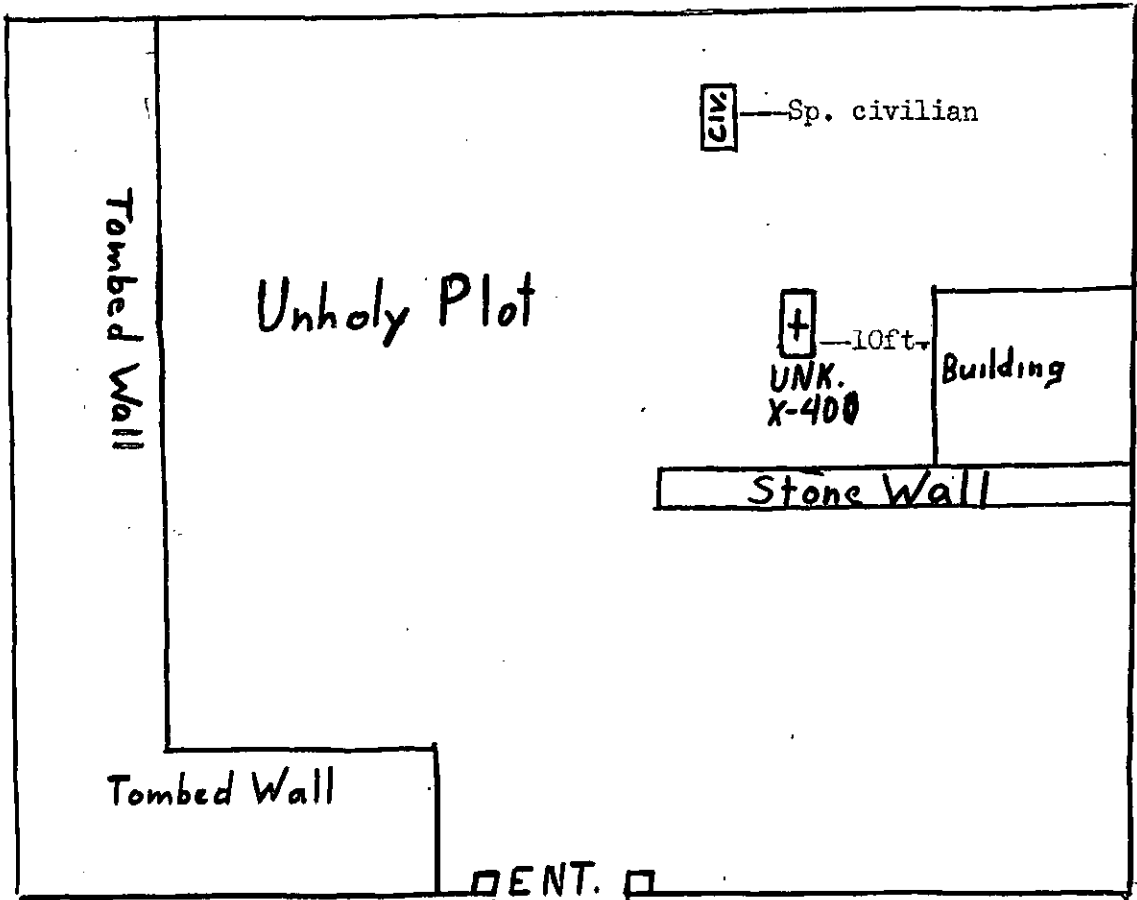 CIV.
Sp. civilian
Tombed Wall
Unholy Plot
+
10ft.
UNK.
X-400
Building
Stone Wall
Tombed Wall
ENT.